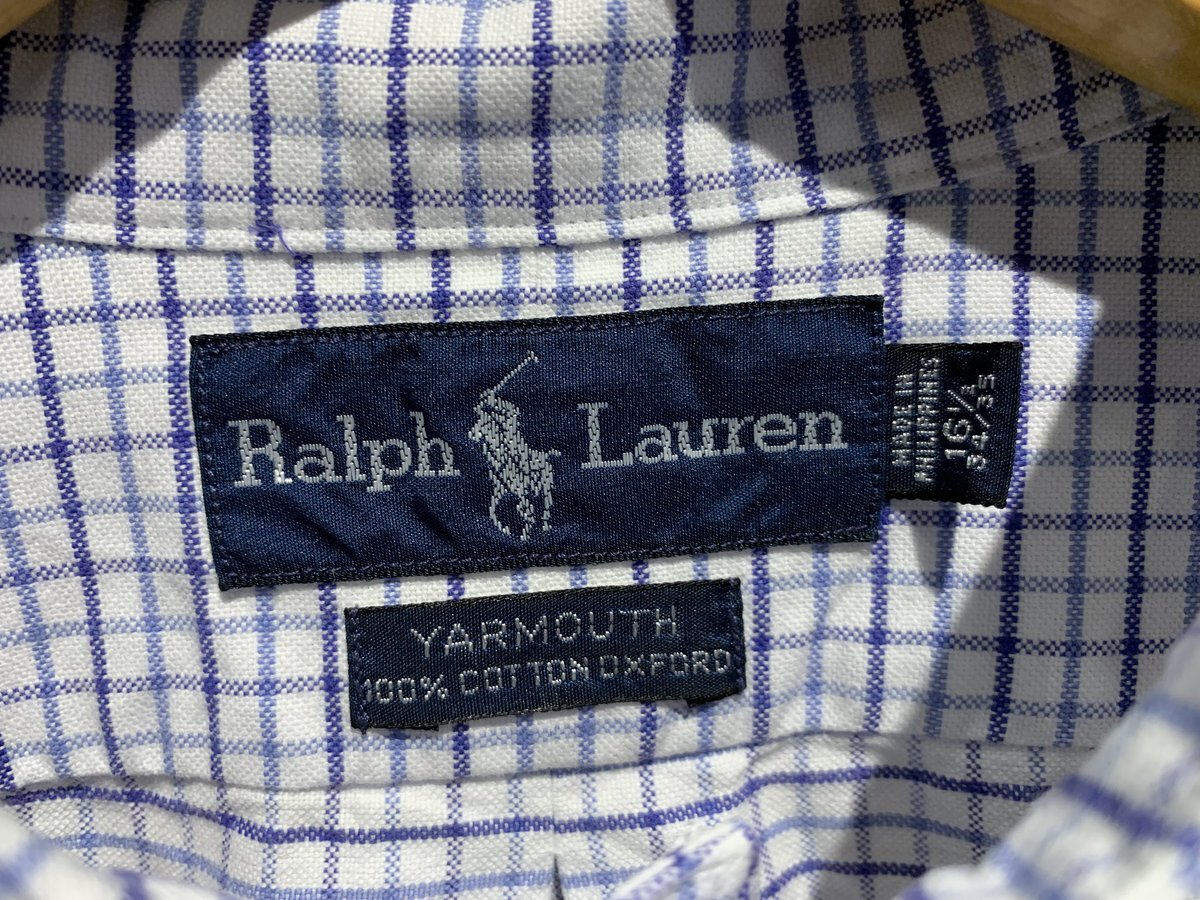 Ralph Lauren
MADE IN
PHILIPPINES
16½
34/35
YARMOUTH
100% COTTON OXFORD